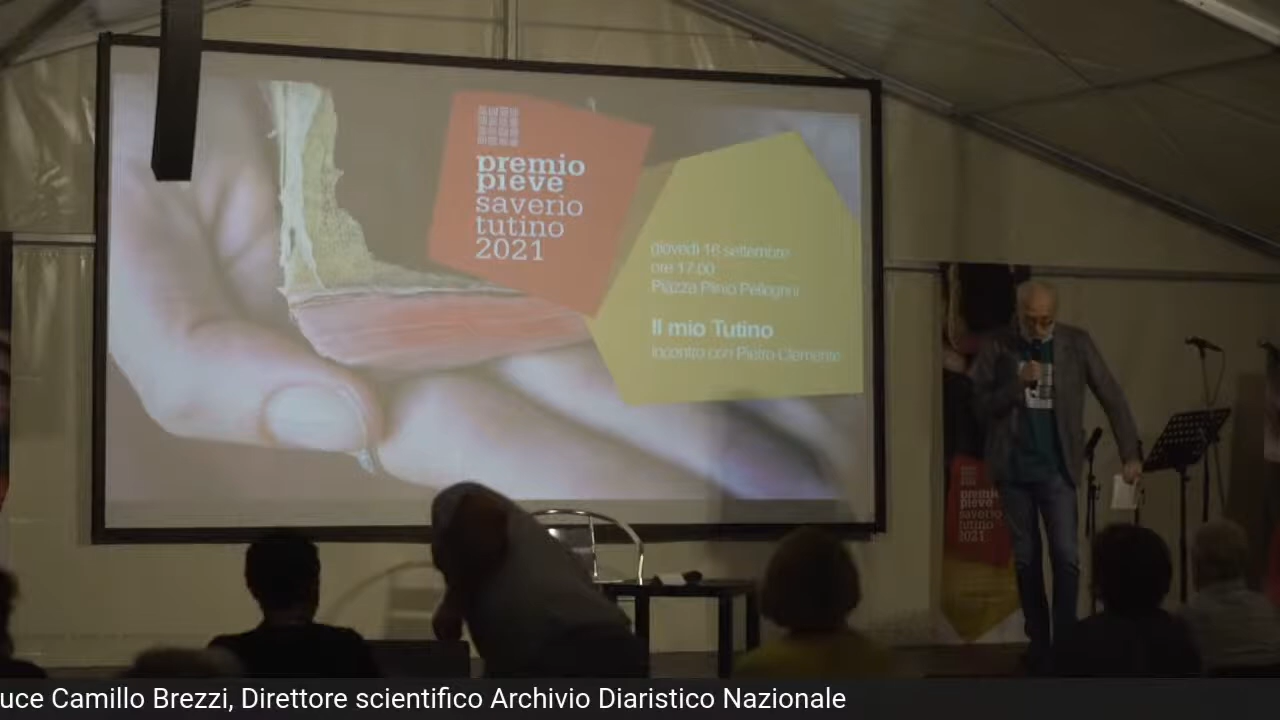 premio
pieve
saverio
tutino
2021
giovedì 16 settembre
ore 17.00
Piazza Plinio Pellegrini
Il mio Tutino
incontro con Pietro Clemente
premio
pieve
saverio
tutino
2021
uce Camillo Brezzi, Direttore scientifico Archivio Diaristico Nazionale